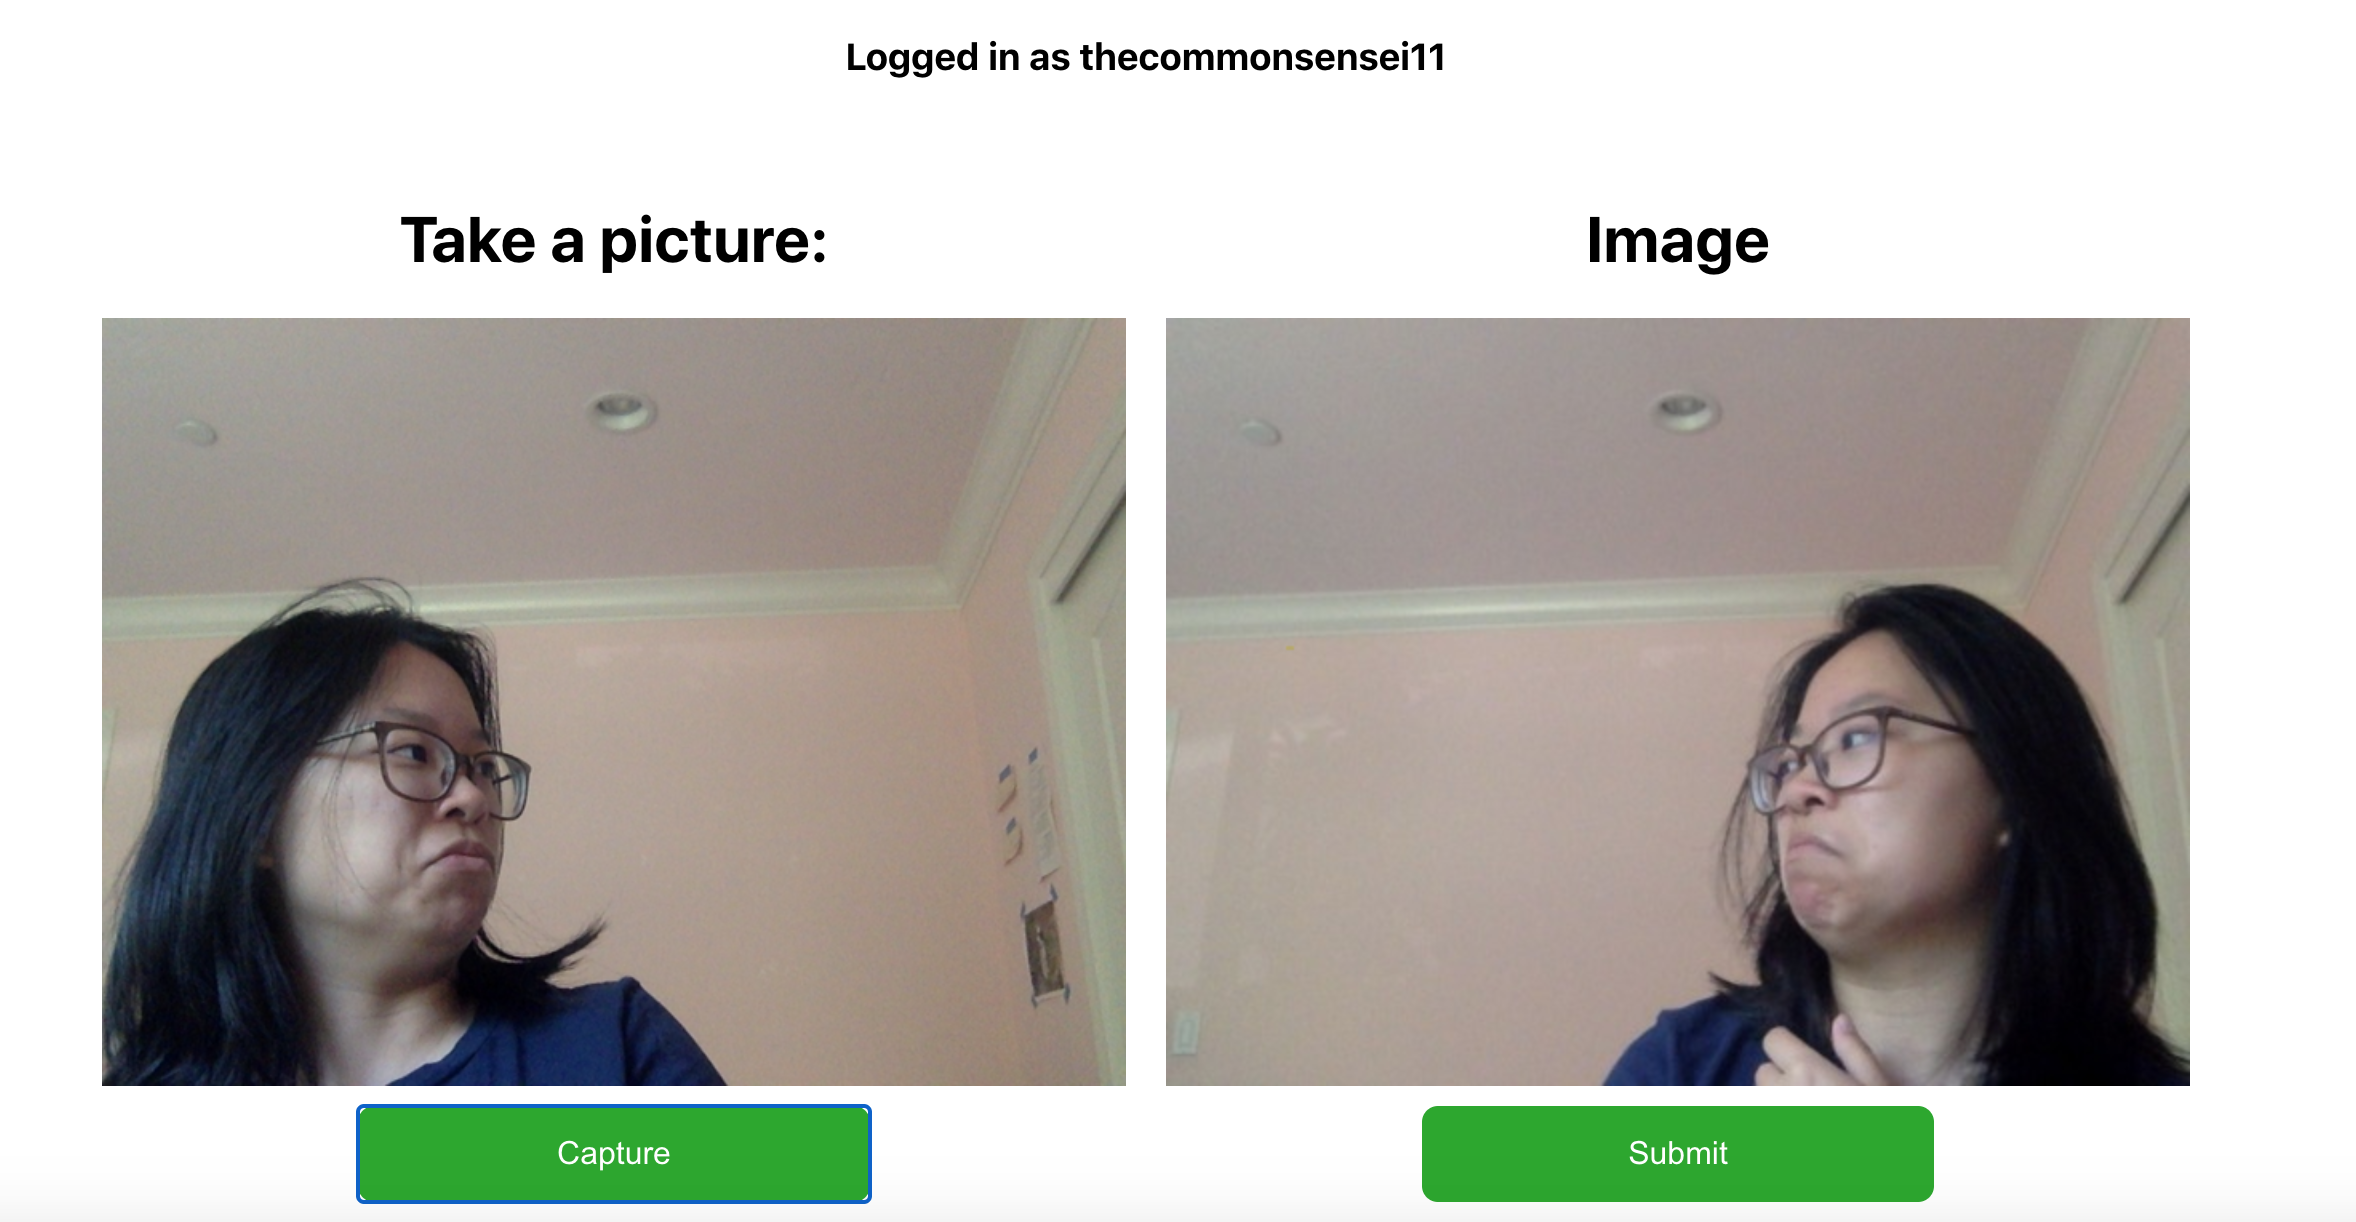 Logged in as thecommonsensei11
Take a picture:
Image
Capture
Submit